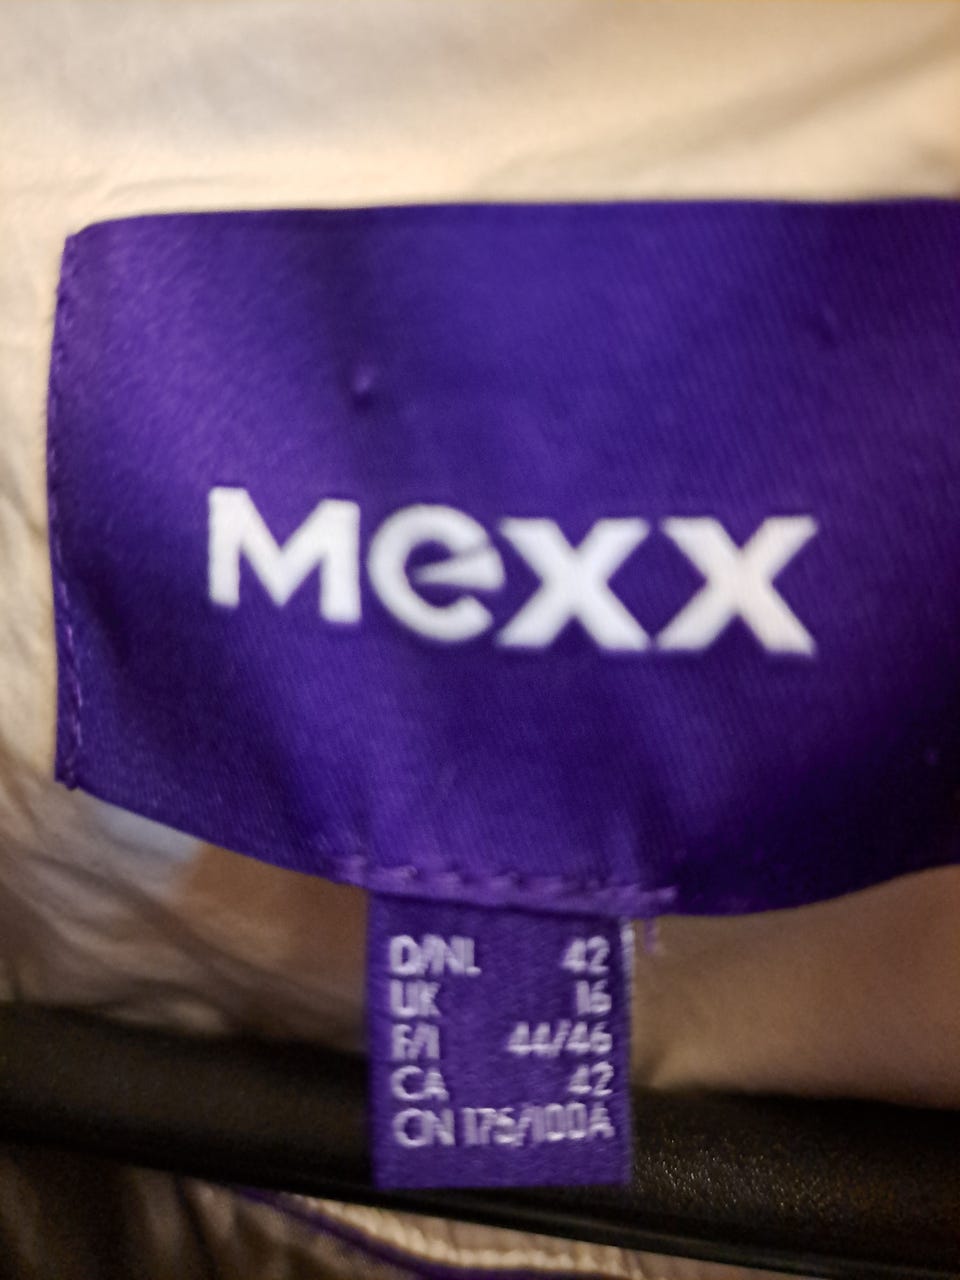 Mexx
D/NL 42
UK 16
F/I 44/46
CA 42
CN 175/100A